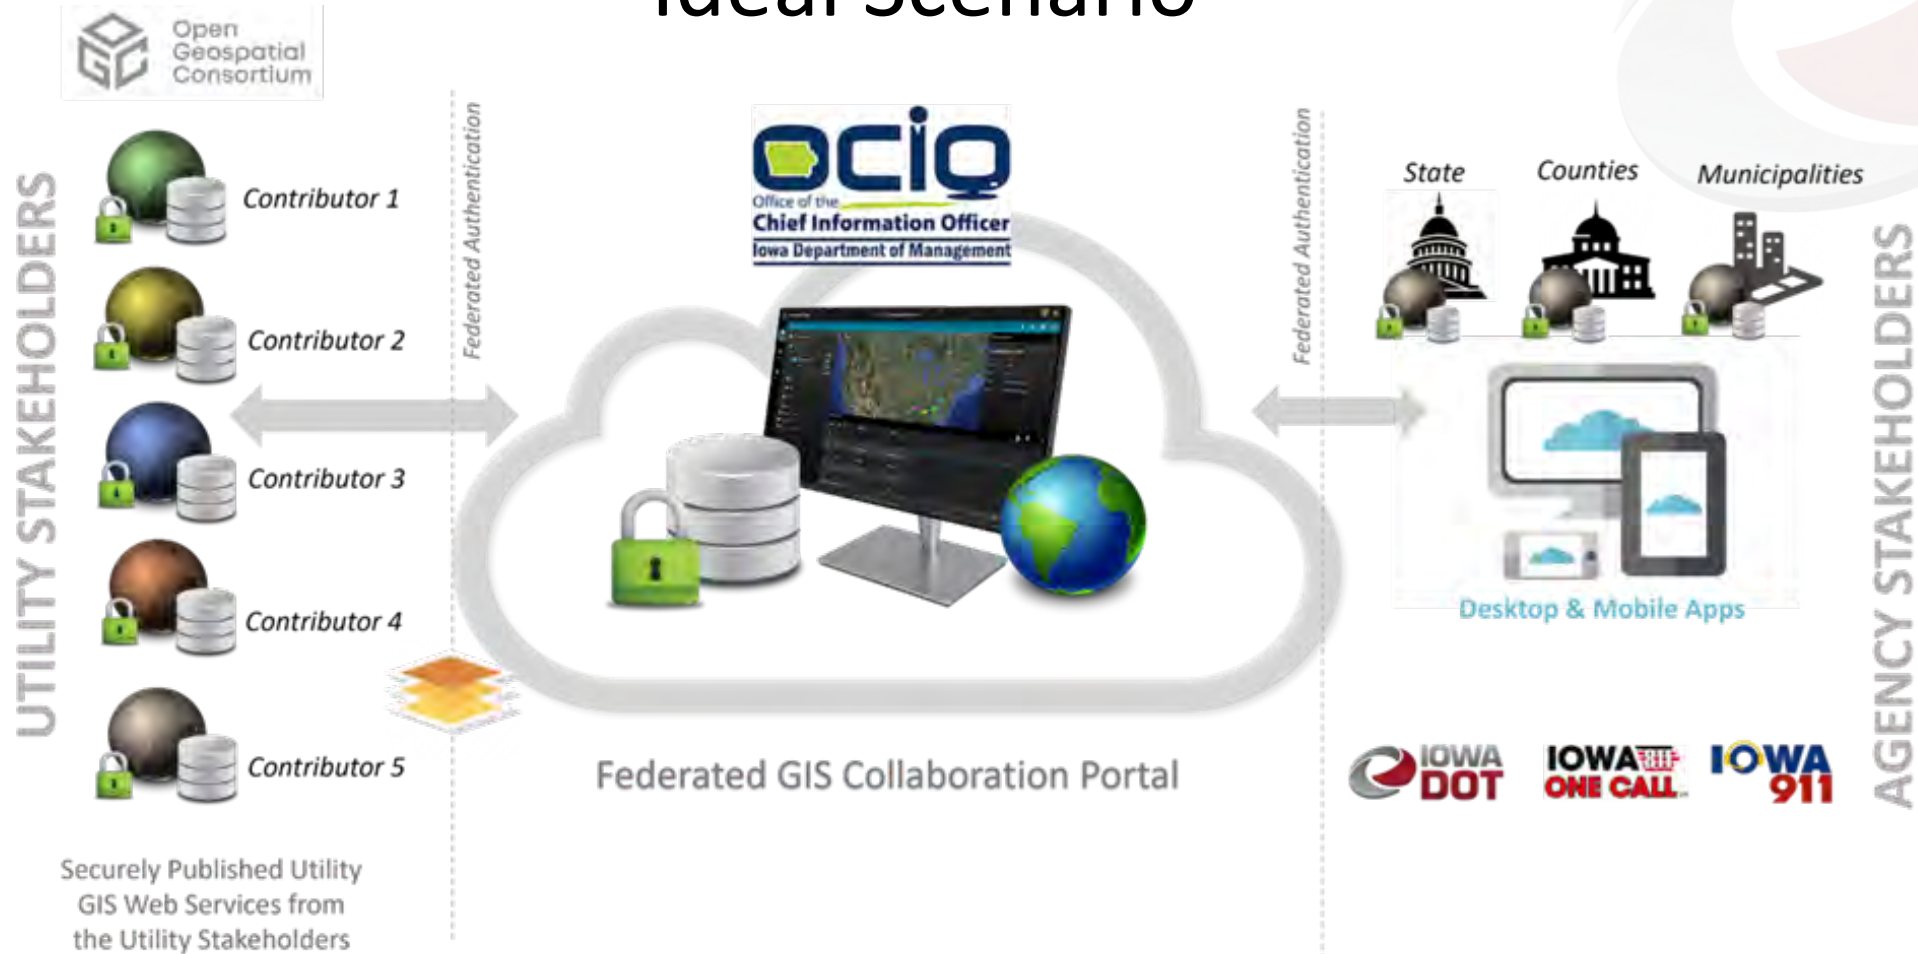 Ideal Scenario
Open
Geospatial
Consortium
UTILITY STAKEHOLDERS
Contributor 1
Contributor 2
Contributor 3
Contributor 4
Contributor 5
Securely Published Utility
GIS Web Services from
the Utility Stakeholders
Federated Authentication
OCIO
Office of the
Chief Information Officer
Iowa Department of Management
Federated GIS Collaboration Portal
Federated Authentication
State
Counties
Municipalities
Desktop & Mobile Apps
IOWA
DOT
IOWA 811
ONE CALL
IOWA
911
AGENCY STAKEHOLDERS